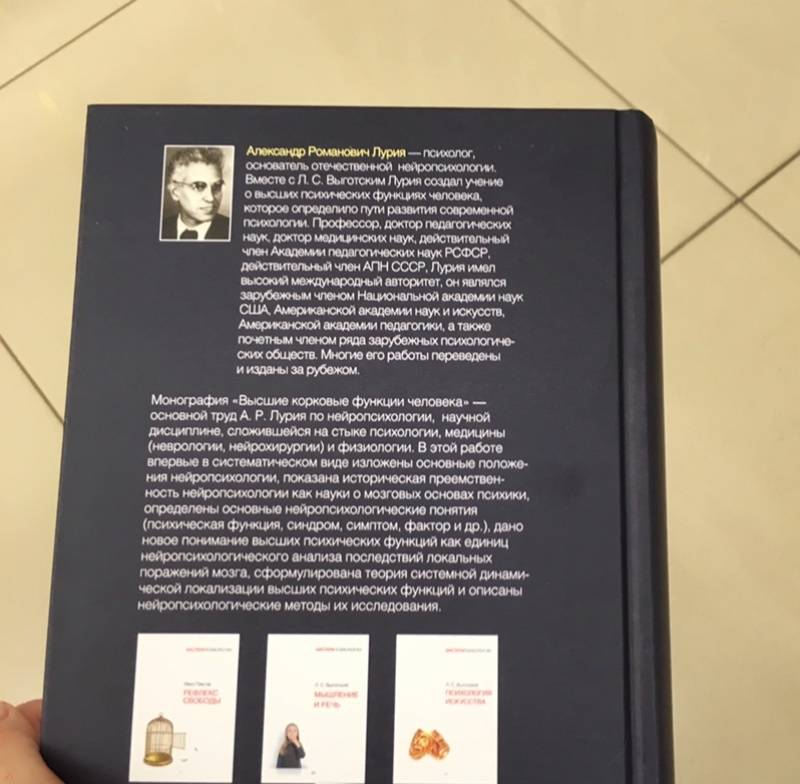 Александр Романович Лурия — психолог,
основатель отечественной нейропсихологии.
Вместе с Л. С. Выготским Лурия создал учение
о высших психических функциях человека,
которое определило пути развития современной
психологии. Профессор, доктор педагогических
наук, доктор медицинских наук, действительный
член Академии педагогических наук РСФСР,
действительный член АПН СССР, Лурия имел
высокий международный авторитет, он являлся
зарубежным членом Национальной академии наук
США, Американской академии наук и искусств,
Американской академии педагогики, а также
почетным членом ряда зарубежных психологиче-
ских обществ. Многие его работы переведены
и изданы за рубежом.
Монография «Высшие корковые функции человека» —
основной труд А. Р. Лурия по нейропсихологии, научной
дисциплине, сложившейся на стыке психологии, медицины
(неврологии, нейрохирургии) и физиологии. В этой работе
впервые в систематическом виде изложены основные положе-
ния нейропсихологии, показана историческая преемствен-
ность нейропсихологии как науки о мозговых основах психики,
определены основные нейропсихологические понятия
(психическая функция, синдром, симптом, фактор и др.), дано
новое понимание высших психических функций как единиц
нейропсихологического анализа последствий локальных
поражений мозга, сформулирована теория системной динами-
ческой локализации высших психических функций и описаны
нейропсихологические методы их исследования.
РЕФЛЕКС
СВОБОДЫ
Л. С. Выготский
МЫШЛЕНИЕ
И РЕЧЬ
Л. С. Выготский
ПСИХОЛОГИЯ
ИСКУССТВА